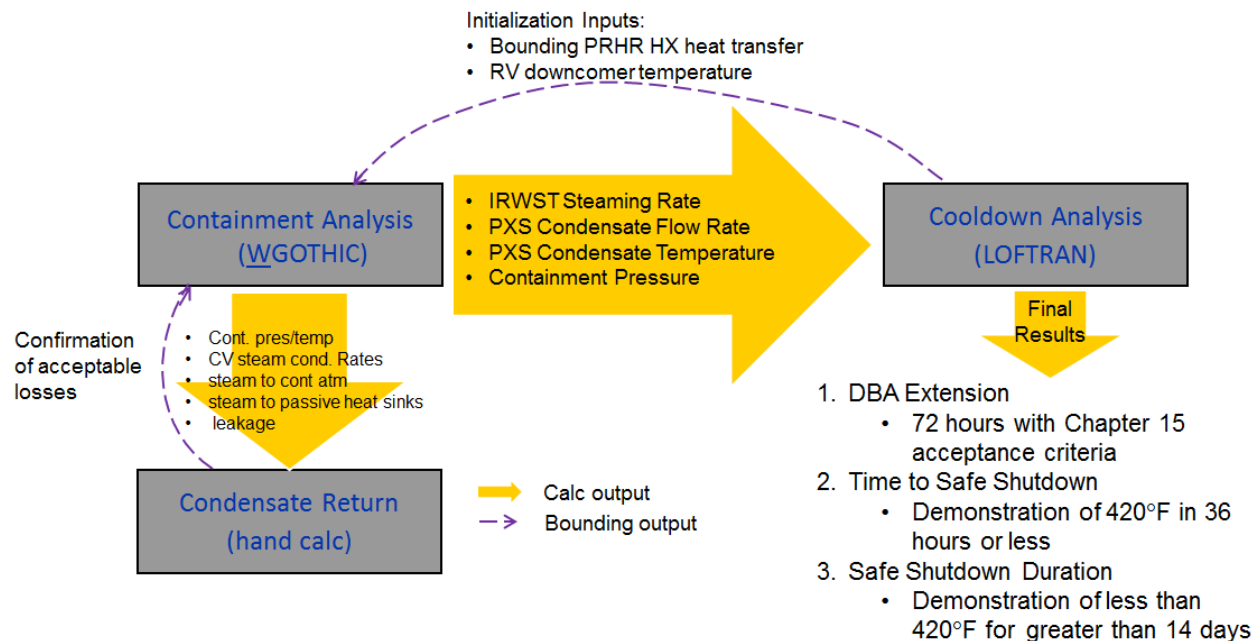 Initialization Inputs:
• Bounding PRHR HX heat transfer
• RV downcomer temperature
Containment Analysis
(WGOTHIC)
• IRWST Steaming Rate
• PXS Condensate Flow Rate
• PXS Condensate Temperature
• Containment Pressure
Cooldown Analysis
(LOFTRAN)
Confirmation
of acceptable
losses
• Cont. pres/temp
• CV steam cond. Rates
• steam to cont atm
• steam to passive heat sinks
• leakage
Final
Results
Condensate Return
(hand calc)
Calc output
Bounding output
1. DBA Extension
• 72 hours with Chapter 15
acceptance criteria
2. Time to Safe Shutdown
• Demonstration of 420°F in 36
hours or less
3. Safe Shutdown Duration
• Demonstration of less than
420°F for greater than 14 days